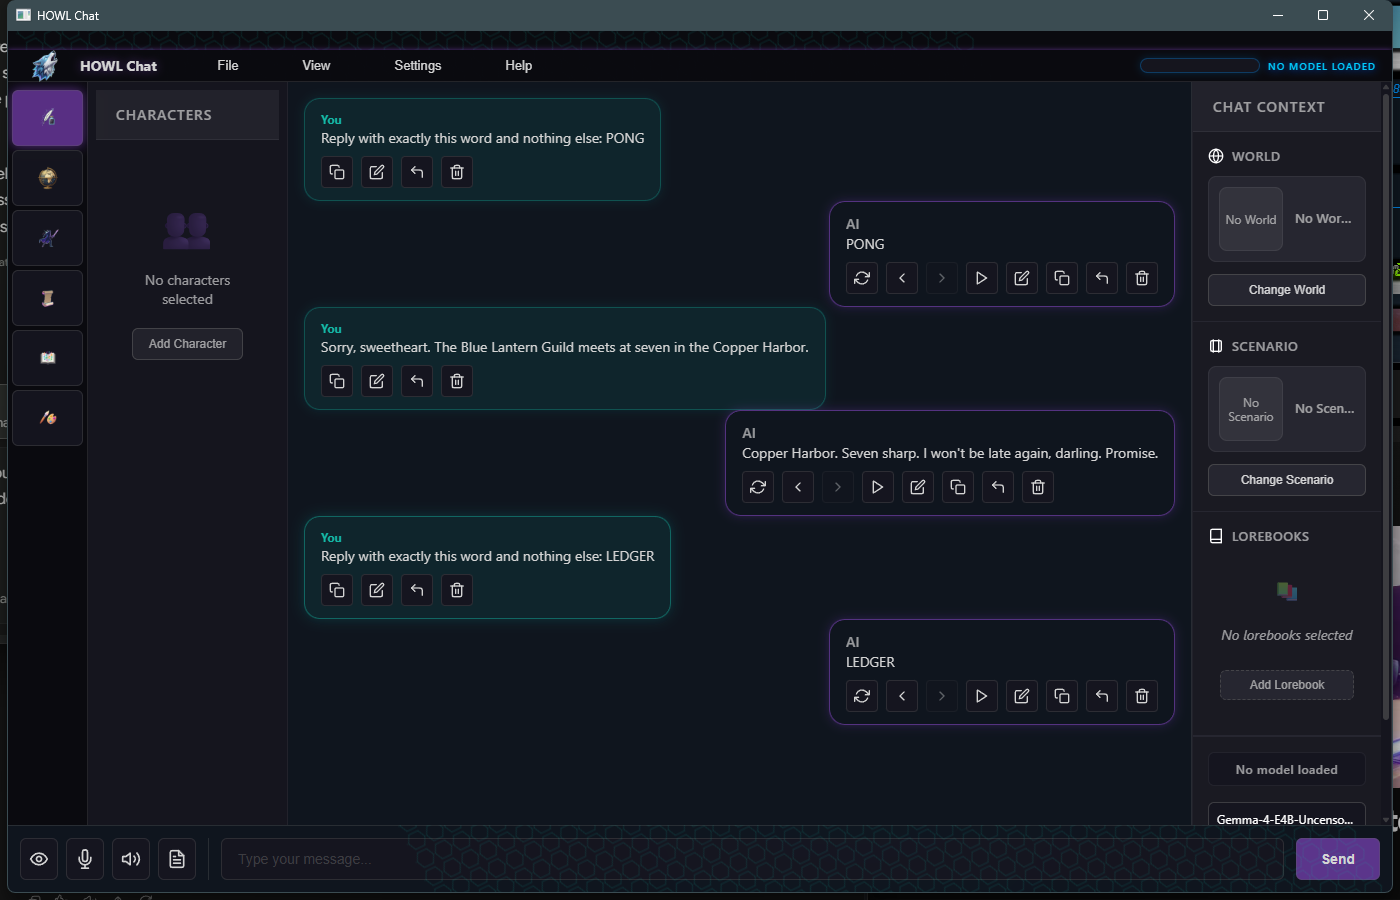 HOWL Chat
HOWL Chat
File
View
Settings
Help
NO MODEL LOADED
CHARACTERS
No characters
selected
Add Character
You
Reply with exactly this word and nothing else: PONG
AI
PONG
You
Sorry, sweetheart. The Blue Lantern Guild meets at seven in the Copper Harbor.
AI
Copper Harbor. Seven sharp. I won't be late again, darling. Promise.
You
Reply with exactly this word and nothing else: LEDGER
AI
LEDGER
CHAT CONTEXT
WORLD
No World
No Wor...
Change World
SCENARIO
No
Scenario
No Scen...
Change Scenario
LOREBOOKS
No lorebooks selected
Add Lorebook
No model loaded
Gemma-4-E4B-Uncenso...
Type your message...
Send